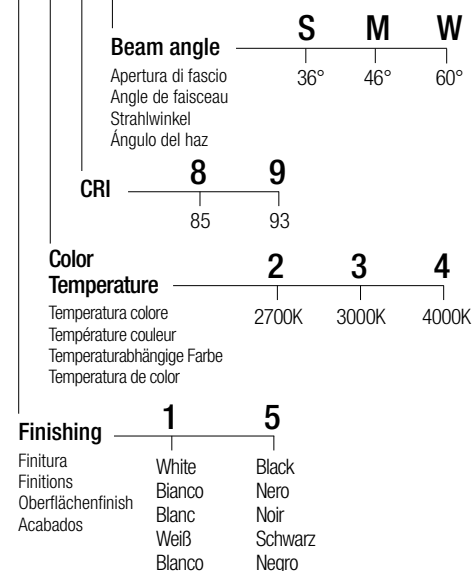 Beam angle
Apertura di fascio
Angle de faisceau
Strahlwinkel
Ángulo del haz
S M W
36° 46° 60°
CRI
8 9
85 93
Color
Temperature
Temperatura colore
Température couleur
Temperaturabhängige Farbe
Temperatura de color
2 3 4
2700K 3000K 4000K
Finishing
Finitura
Finitions
Oberflächenfinish
Acabados
1 5
White Black
Bianco Nero
Blanc Noir
Weiß Schwarz
Blanco Negro